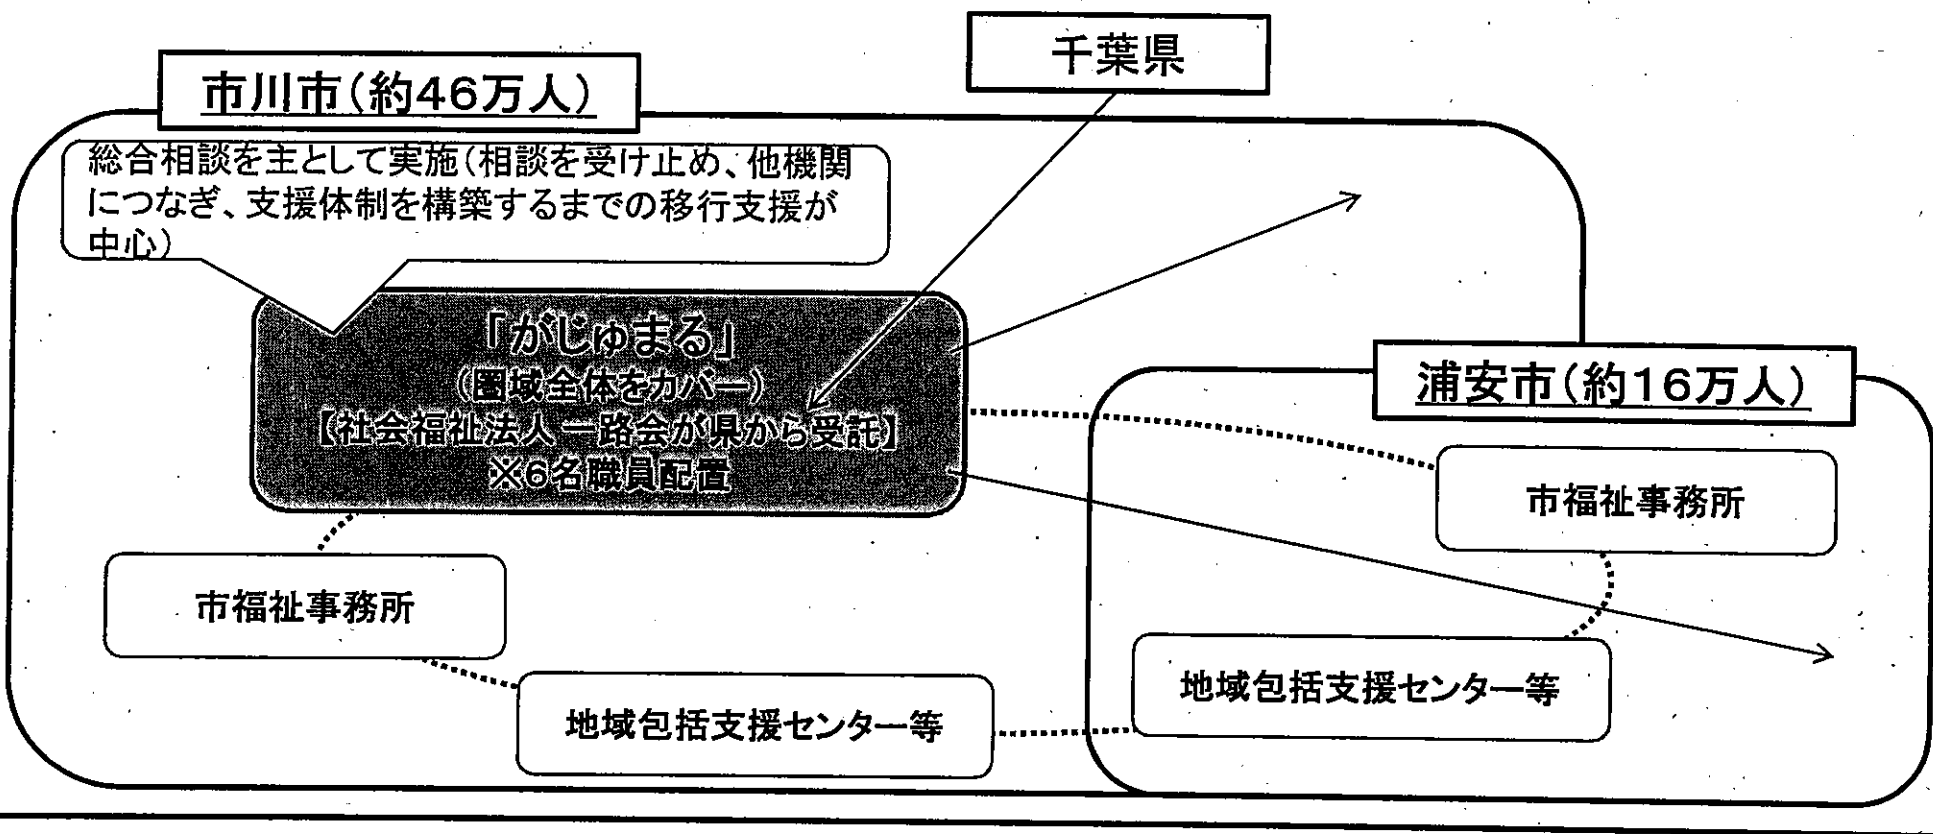 千葉県
市川市(約46万人)
総合相談を主として実施(相談を受け止め、他機関
につなぎ、支援体制を構築するまでの移行支援が
中心)
「がじゅまる」
(圏域全体をカバー)
【社会福祉法人一路会が県から受託】
※6名職員配置
浦安市(約16万人)
市福祉事務所
市福祉事務所
地域包括支援センター等
地域包括支援センター等